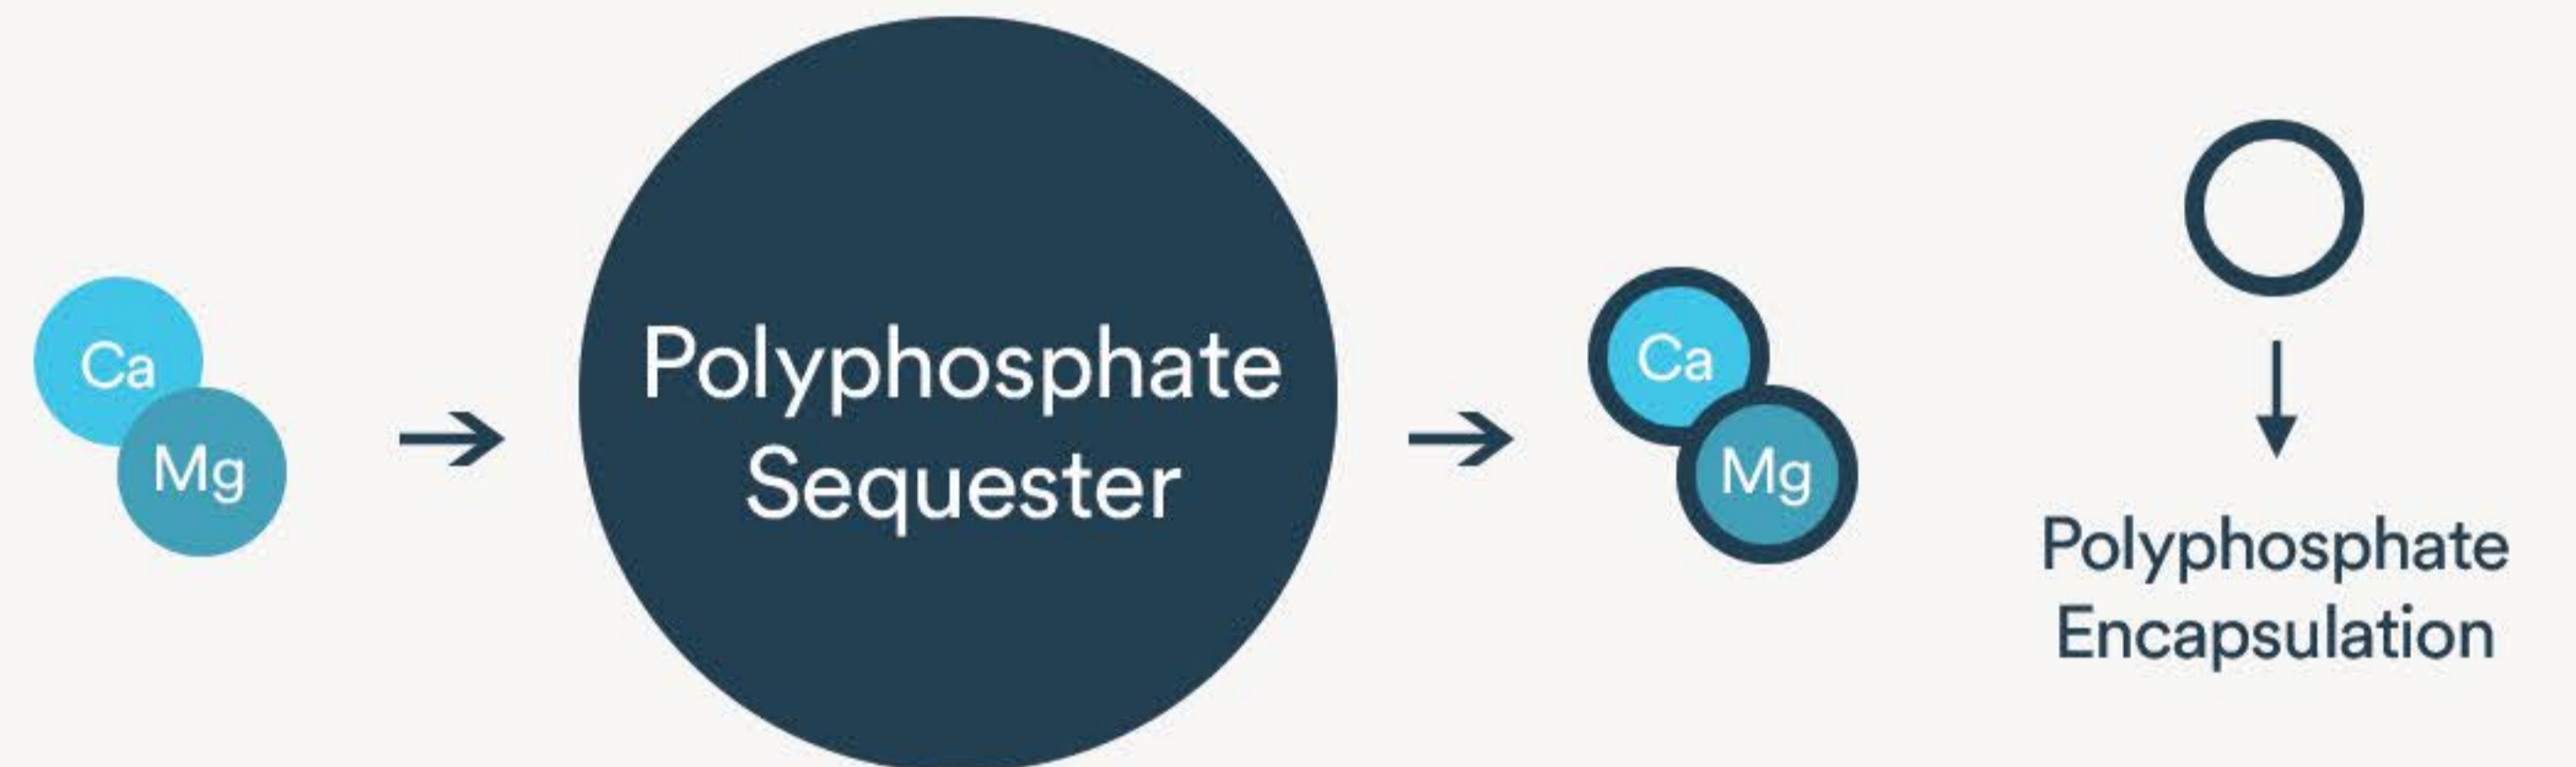 Ca
Mg
Polyphosphate
Sequester
Ca
Mg
Polyphosphate
Encapsulation